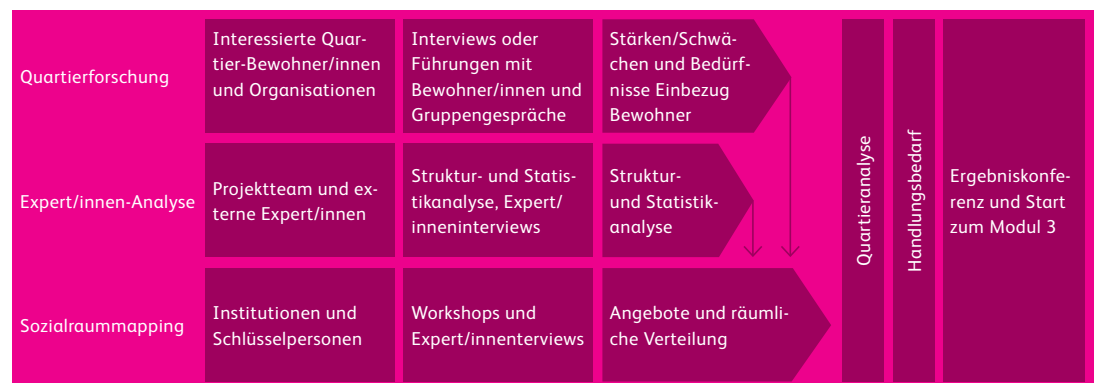 Quartierforschung
Interessierte Quar-
tier-Bewohner/innen
und Organisationen
Interviews oder
Führungen mit
Bewohner/innen und
Gruppengespräche
Stärken/Schwä-
chen und Bedürf-
nisse Einbezug
Bewohner
Expert/innen-Analyse
Projektteam und ex-
terne Expert/innen
Struktur- und Statis-
tikanalyse, Expert/
inneninterviews
Struktur-
und Statistik-
analyse
Sozialraummapping
Institutionen und
Schlüsselpersonen
Workshops und
Expert/innenterviews
Angebote und räumli-
che Verteilung
Quartieranalyse
Handlungsbedarf
Ergebniskonfe-
renz und Start
zum Modul 3